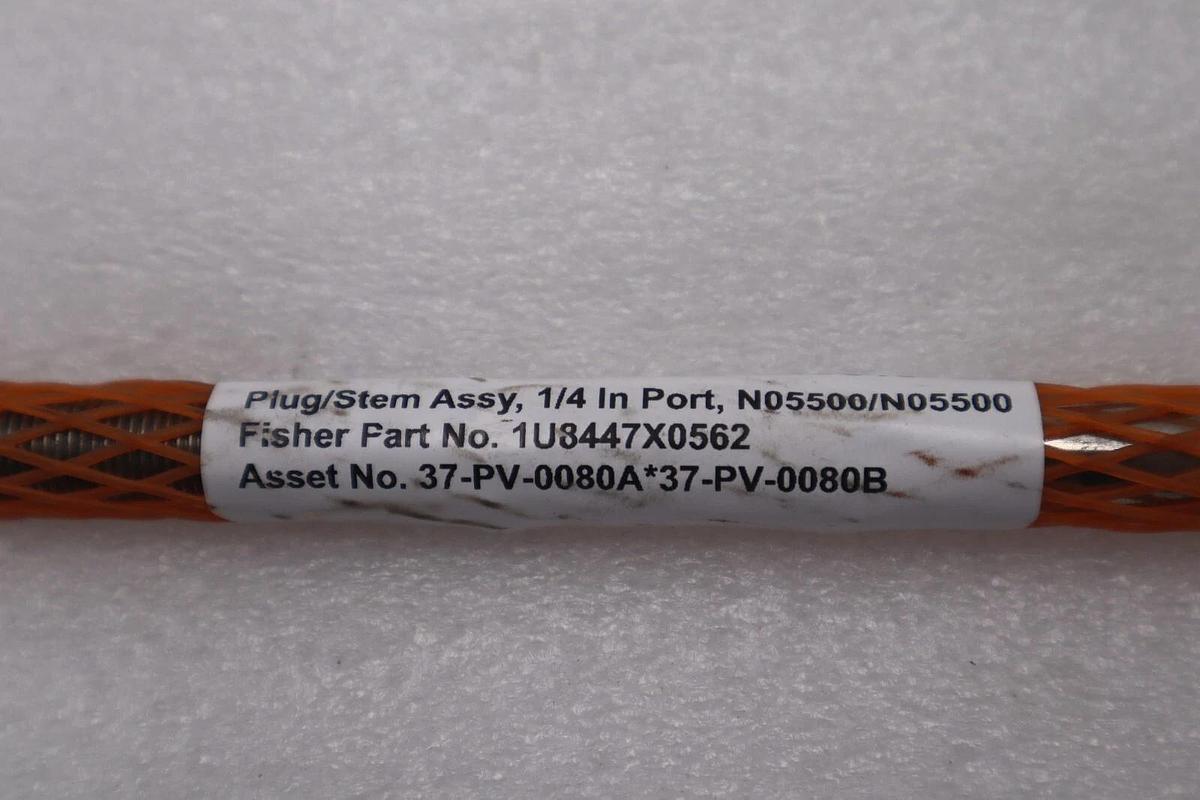 Plug/Stem Assy, 1/4 In Port, N05500/N05500
Fisher Part No. 1U8447X0562
Asset No. 37-PV-0080A*37-PV-0080B